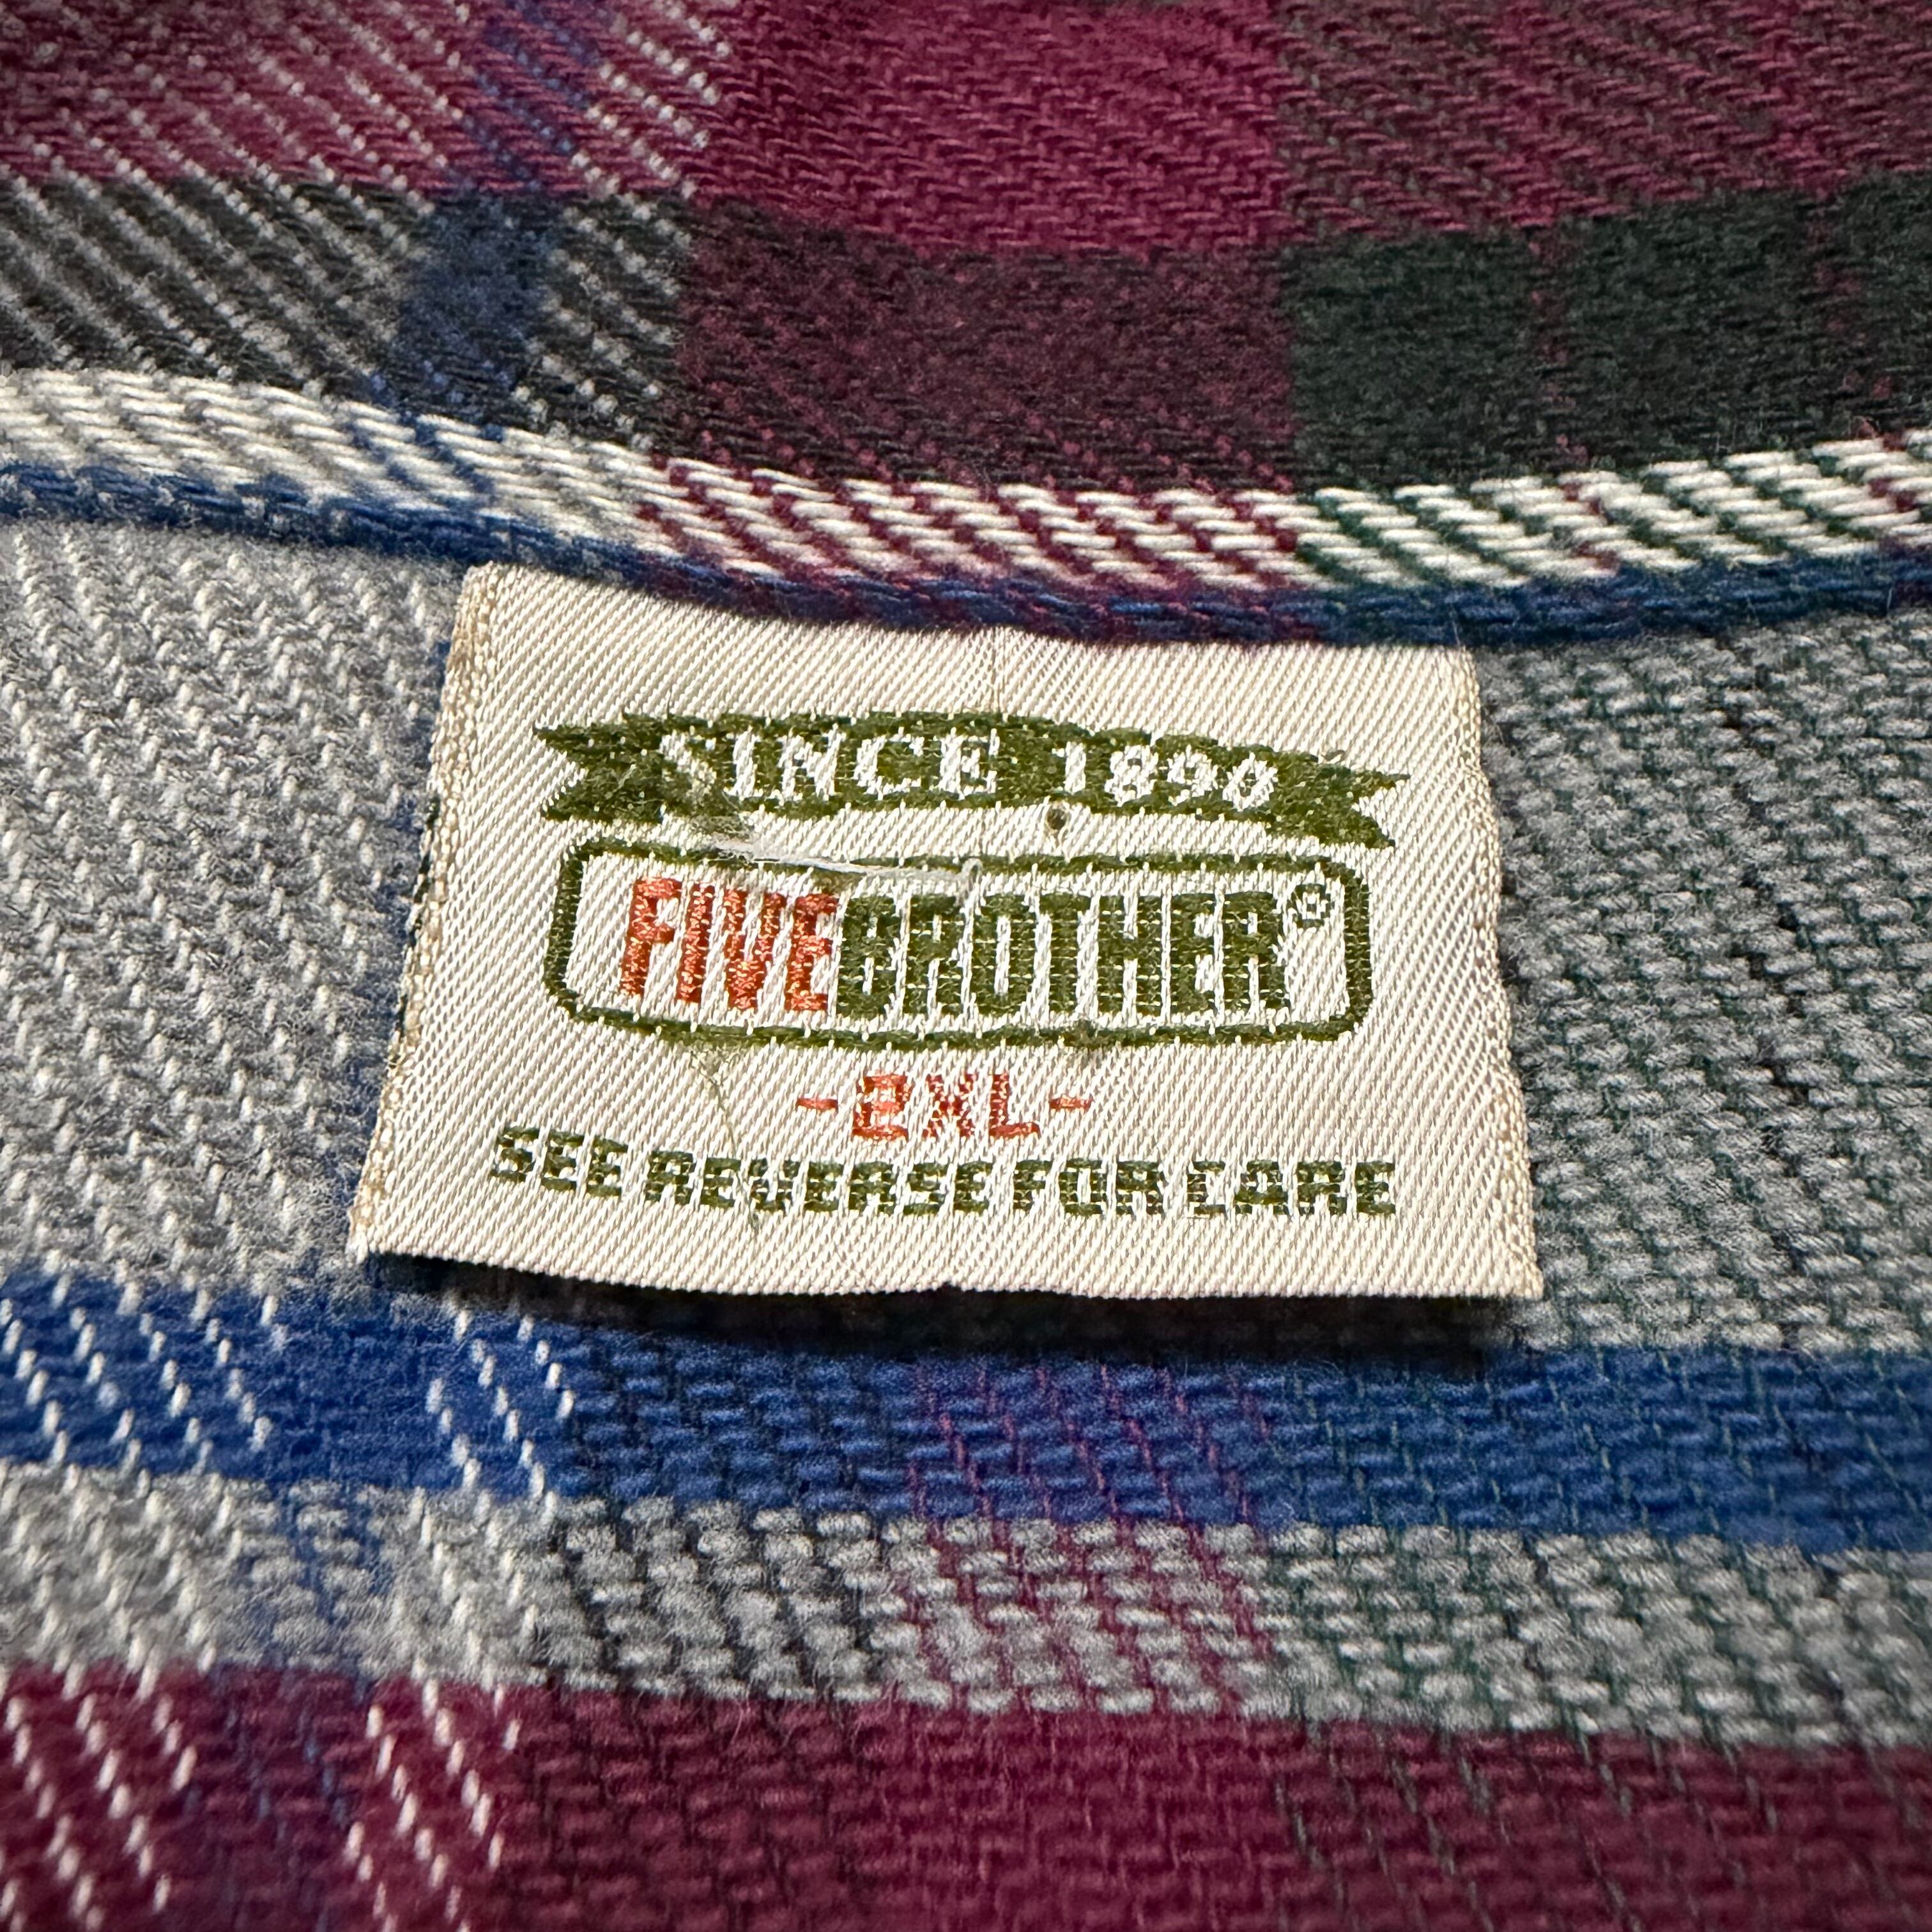 SINCE 1890
FIVEBROTHER®
-2XL-
SEE REVERSE FOR CARE